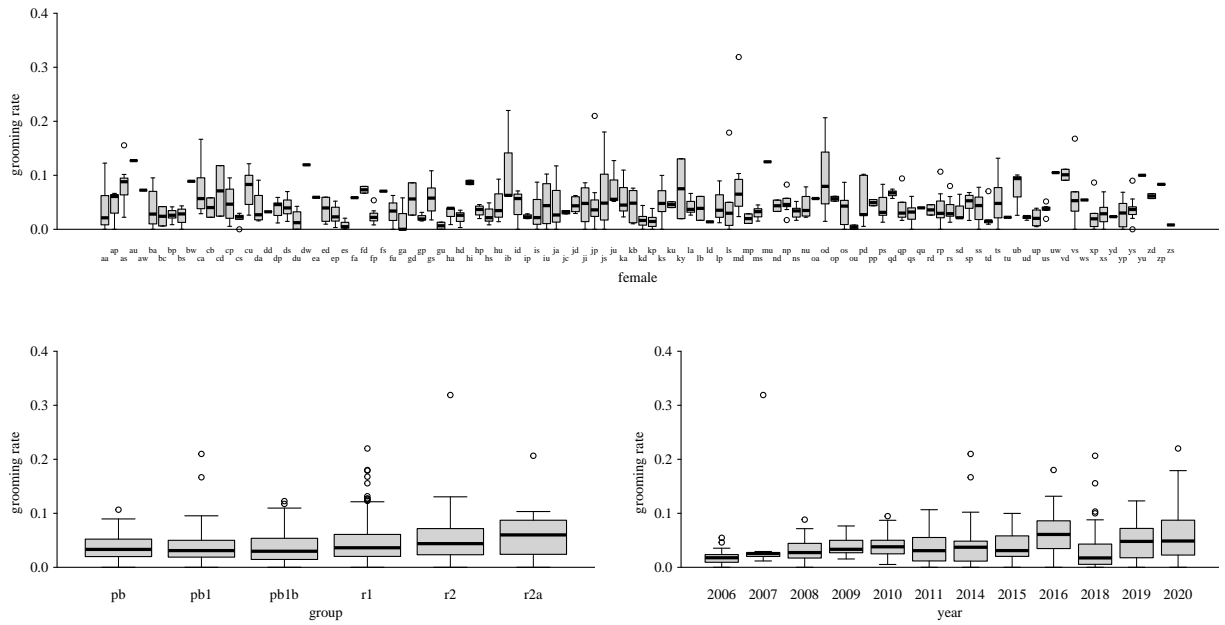 0.4
0.3
0.2
0.1
0.0
grooming rate
aa ap as au aw ba bc bp bs bw ca cb cd cp cs cu da dd dp ds du dw ea ed ep es fa fd fp fu ga gd gp gs gu ha hd hi hp hs hu ib id ip is iu ja jc jd jp js ju ka kd kp ks ku ky la lb ld lp ls md mp ms mu nd np ns nu oa od op os ou pd pp ps qd qp qs qu rd rp rs sd sp ss td ts tu ub ud up us vd vs ws xp xs yd yp ys yu zd zp zs
female
0.4
0.3
0.2
0.1
0.0
grooming rate
pb pb1 pb1b r1 r2 r2a
group
0.4
0.3
0.2
0.1
0.0
grooming rate
2006 2007 2008 2009 2010 2011 2014 2015 2016 2018 2019 2020
year